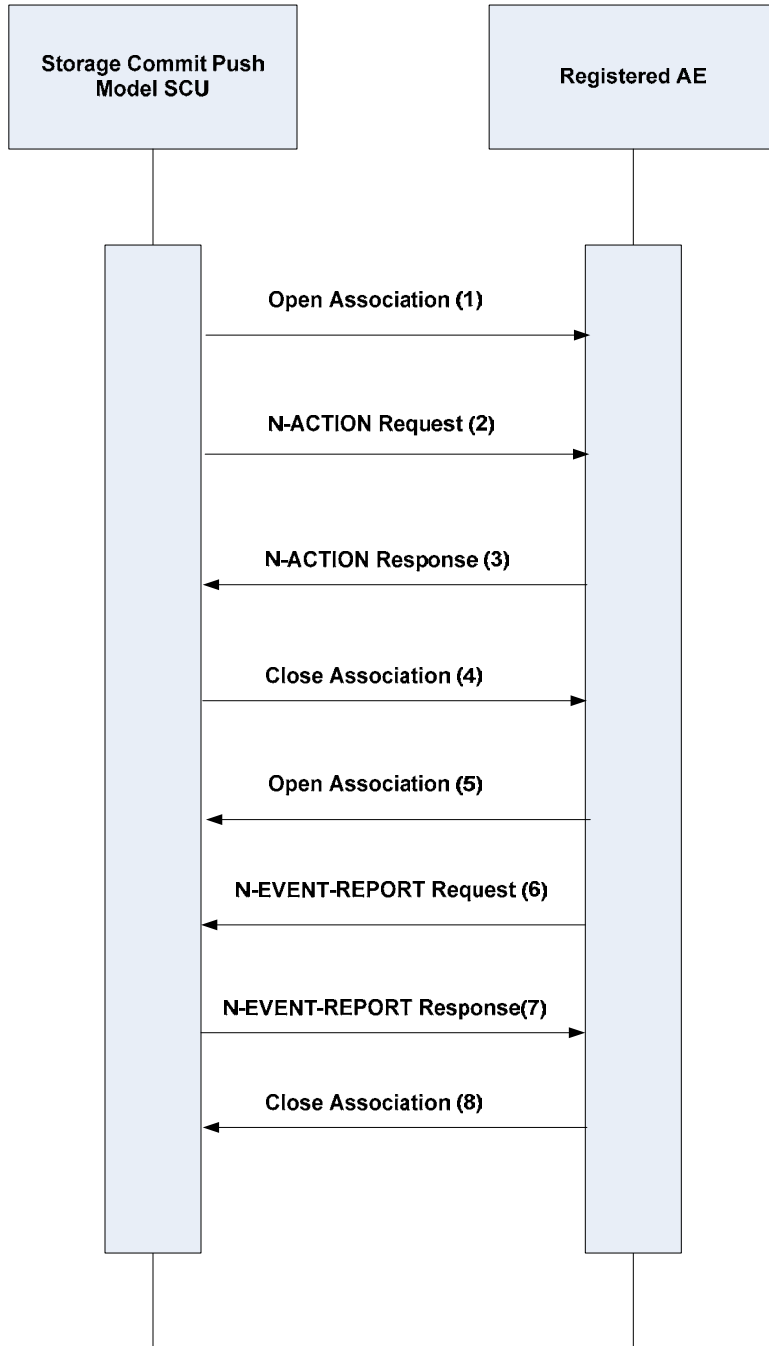 Storage Commit Push
Model SCU
Registered AE
Open Association (1)
N-ACTION Request (2)
N-ACTION Response (3)
Close Association (4)
Open Association (5)
N-EVENT-REPORT Request (6)
N-EVENT-REPORT Response(7)
Close Association (8)